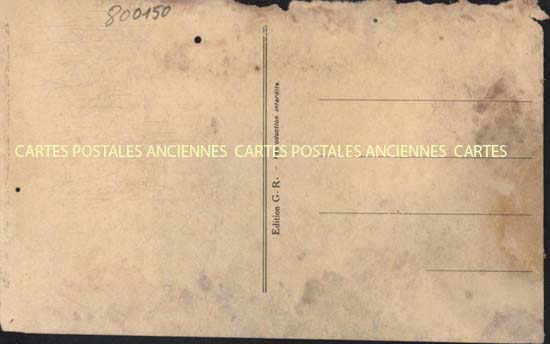 800150
CARTES POSTALES ANCIENNES CARTES POSTALES ANCIENNES CARTES
Edition G. R. - Reproduction interdite.